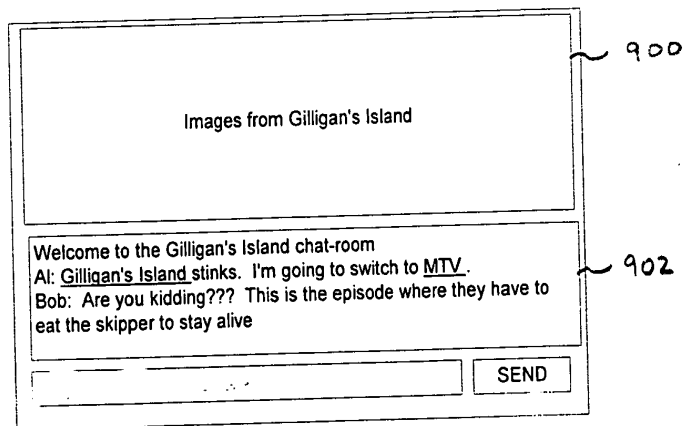 900
Images from Gilligan's Island
Welcome to the Gilligan's Island chat-room
Al: Gilligan's Island stinks. I'm going to switch to MTV.
902
Bob: Are you kidding??? This is the episode where they have to
eat the skipper to stay alive
SEND